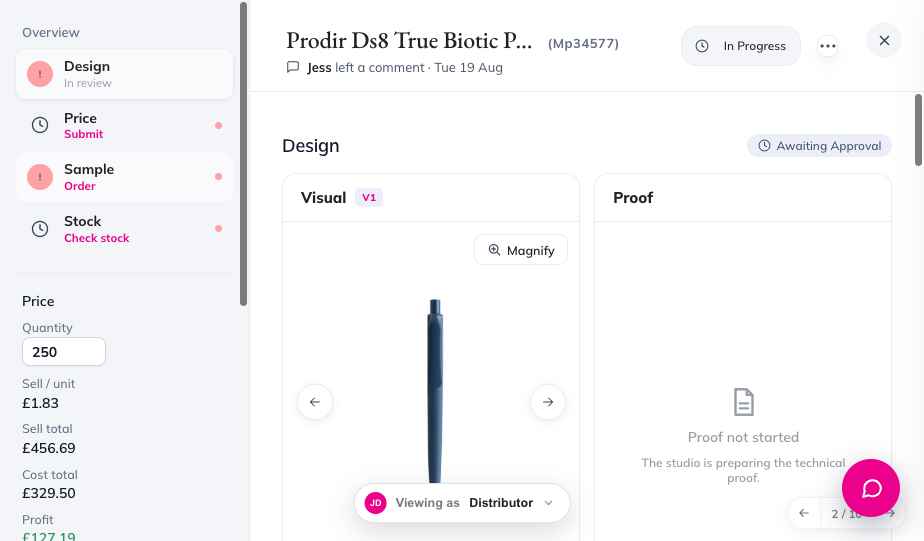 Overview
Design
In review
Price
Submit
Sample
Order
Stock
Check stock
Price
Quantity
250
Sell / unit
£1.83
Sell total
£456.69
Cost total
£329.50
Profit
£127.19
Prodir Ds8 True Biotic P... (Mp34577)
Jess left a comment · Tue 19 Aug
In Progress
Design
Awaiting Approval
Visual V1
Magnify
Proof
Proof not started
The studio is preparing the technical
proof.
JD Viewing as Distributor
2 /